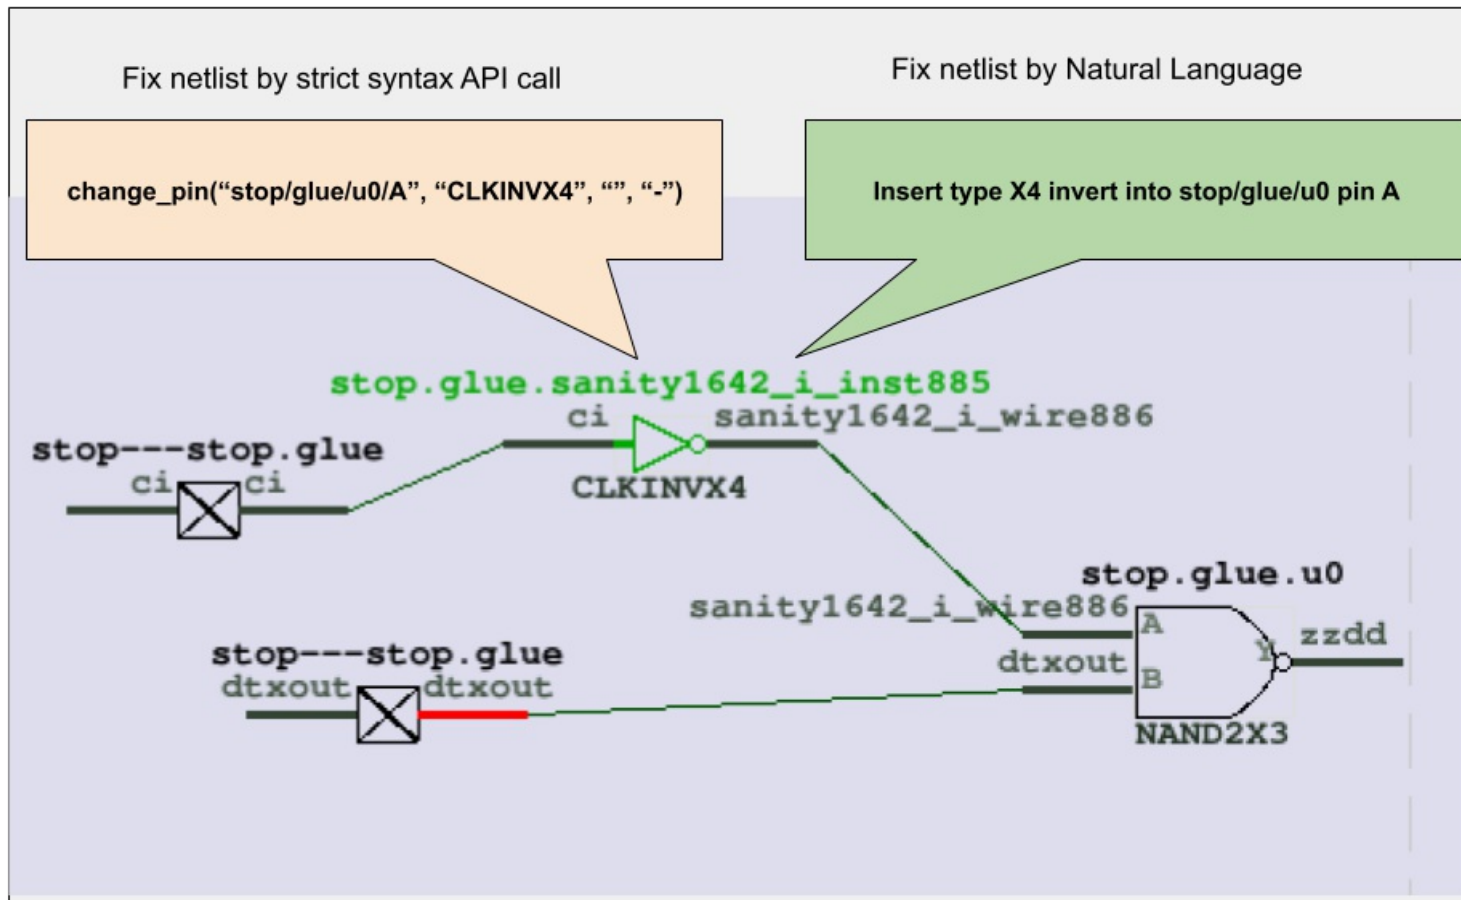 Fix netlist by strict syntax API call
Fix netlist by Natural Language
change_pin(“stop/glue/u0/A”, “CLKINVX4”, “”, “-”)
Insert type X4 invert into stop/glue/u0 pin A
stop.glue.sanity1642_i_inst885
ci
sanity1642_i_wire886
CLKINVX4
stop---stop.glue
ci
ci
stop.glue.u0
sanity1642_i_wire886
A
zzdd
Y
dtxout
B
NAND2X3
stop---stop.glue
dtxout
dtxout